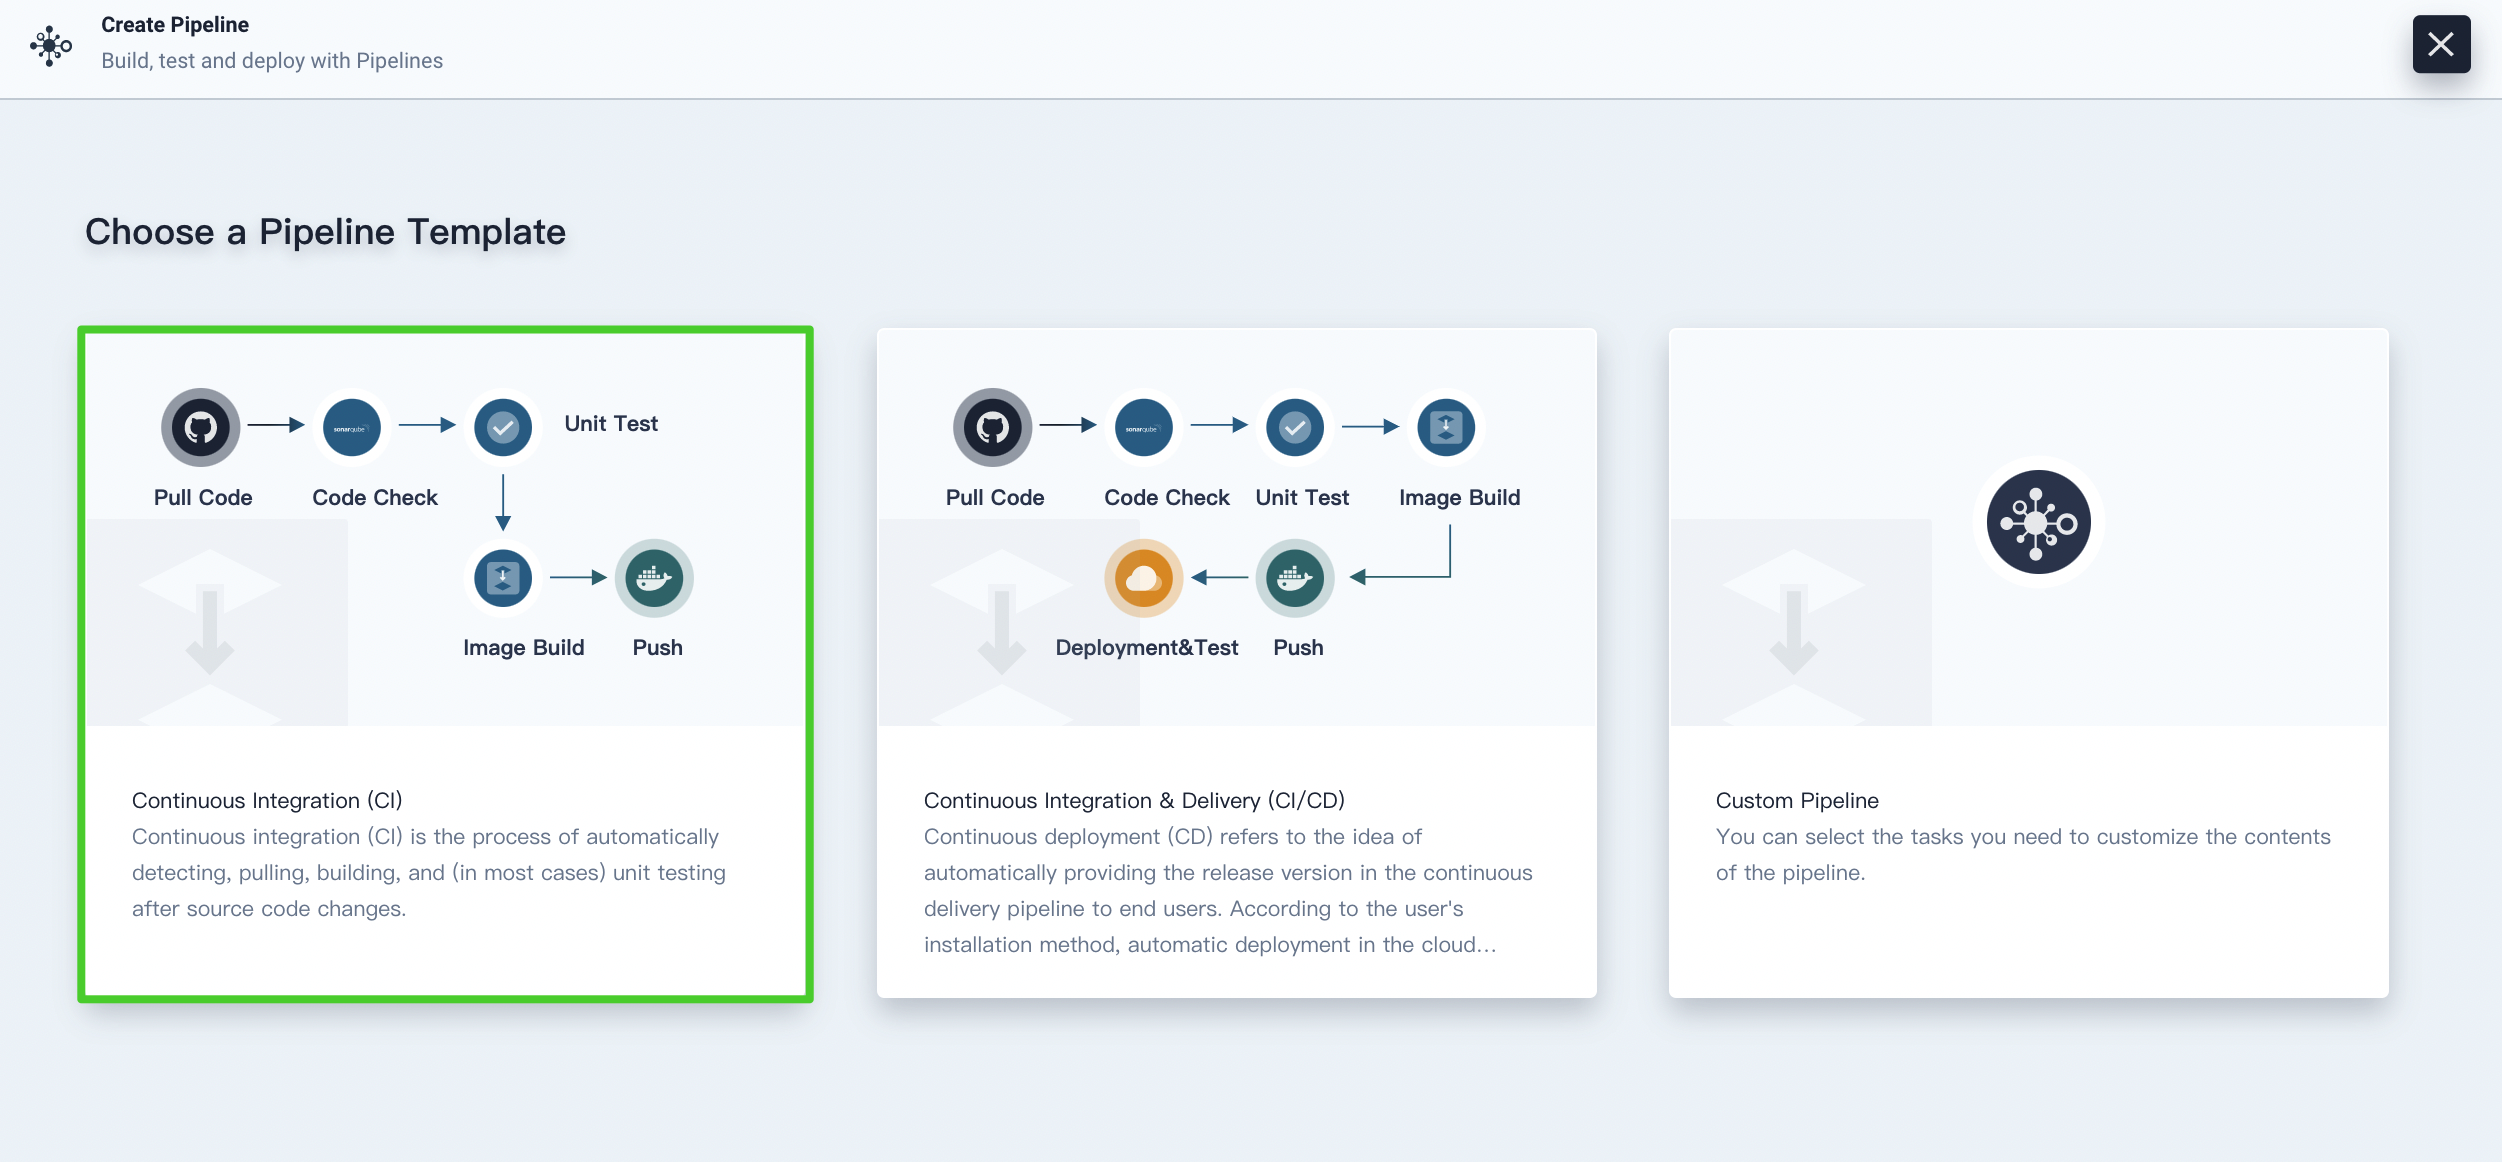 Create Pipeline
Build, test and deploy with Pipelines
Choose a Pipeline Template
sonarqube
Unit Test
Pull Code
Code Check
Image Build
Push
Continuous Integration (CI)
Continuous integration (CI) is the process of automatically
detecting, pulling, building, and (in most cases) unit testing
after source code changes.
sonarqube
Pull Code
Code Check
Unit Test
Image Build
Deployment&Test
Push
Continuous Integration & Delivery (CI/CD)
Continuous deployment (CD) refers to the idea of
automatically providing the release version in the continuous
delivery pipeline to end users. According to the user's
installation method, automatic deployment in the cloud...
Custom Pipeline
You can select the tasks you need to customize the contents
of the pipeline.